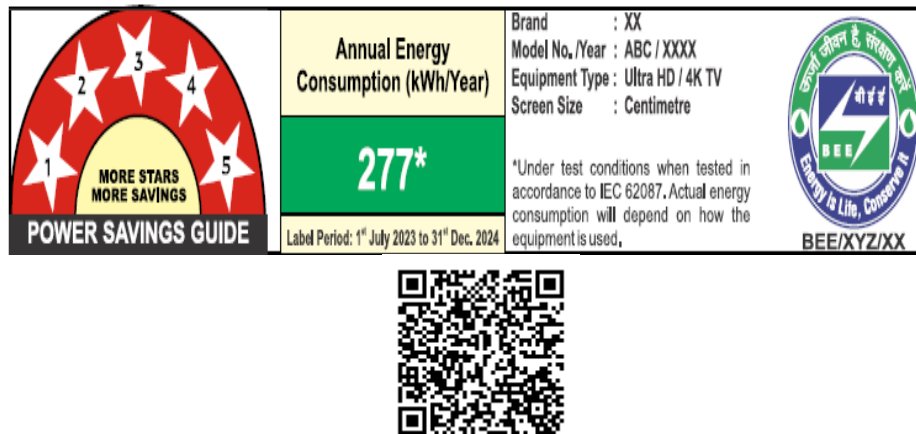 1
2
3
4
5
MORE STARS
MORE SAVINGS
POWER SAVINGS GUIDE
Annual Energy
Consumption (kWh/Year)
277*
Label Period: 1st July 2023 to 31st Dec. 2024
Brand : XX
Model No./Year : ABC / XXXX
Equipment Type : Ultra HD / 4K TV
Screen Size : Centimetre
*Under test conditions when tested in
accordance to IEC 62087. Actual energy
consumption will depend on how the
equipment is used.
ऊर्जा जीवन है, संरक्षण करें
बी ई ई
BEE
Energy is Life, Conserve it
BEE/XYZ/XX